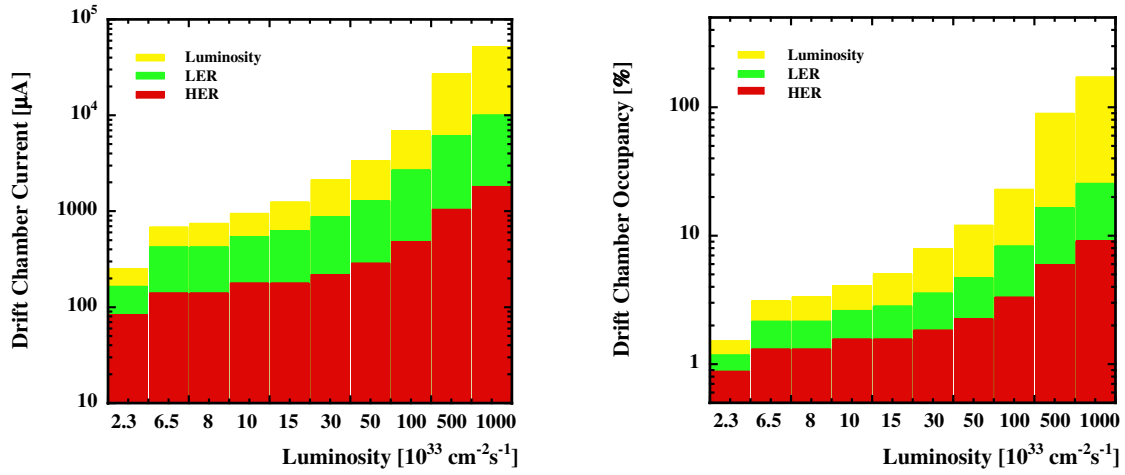 10⁵
10⁴
1000
100
10
Drift Chamber Current [µA]
Luminosity
LER
HER
2.3 6.5 8 10 15 30 50 100 500 1000
Luminosity [10³³ cm⁻²s⁻¹]
100
10
1
Drift Chamber Occupancy [%]
Luminosity
LER
HER
2.3 6.5 8 10 15 30 50 100 500 1000
Luminosity [10³³ cm⁻²s⁻¹]